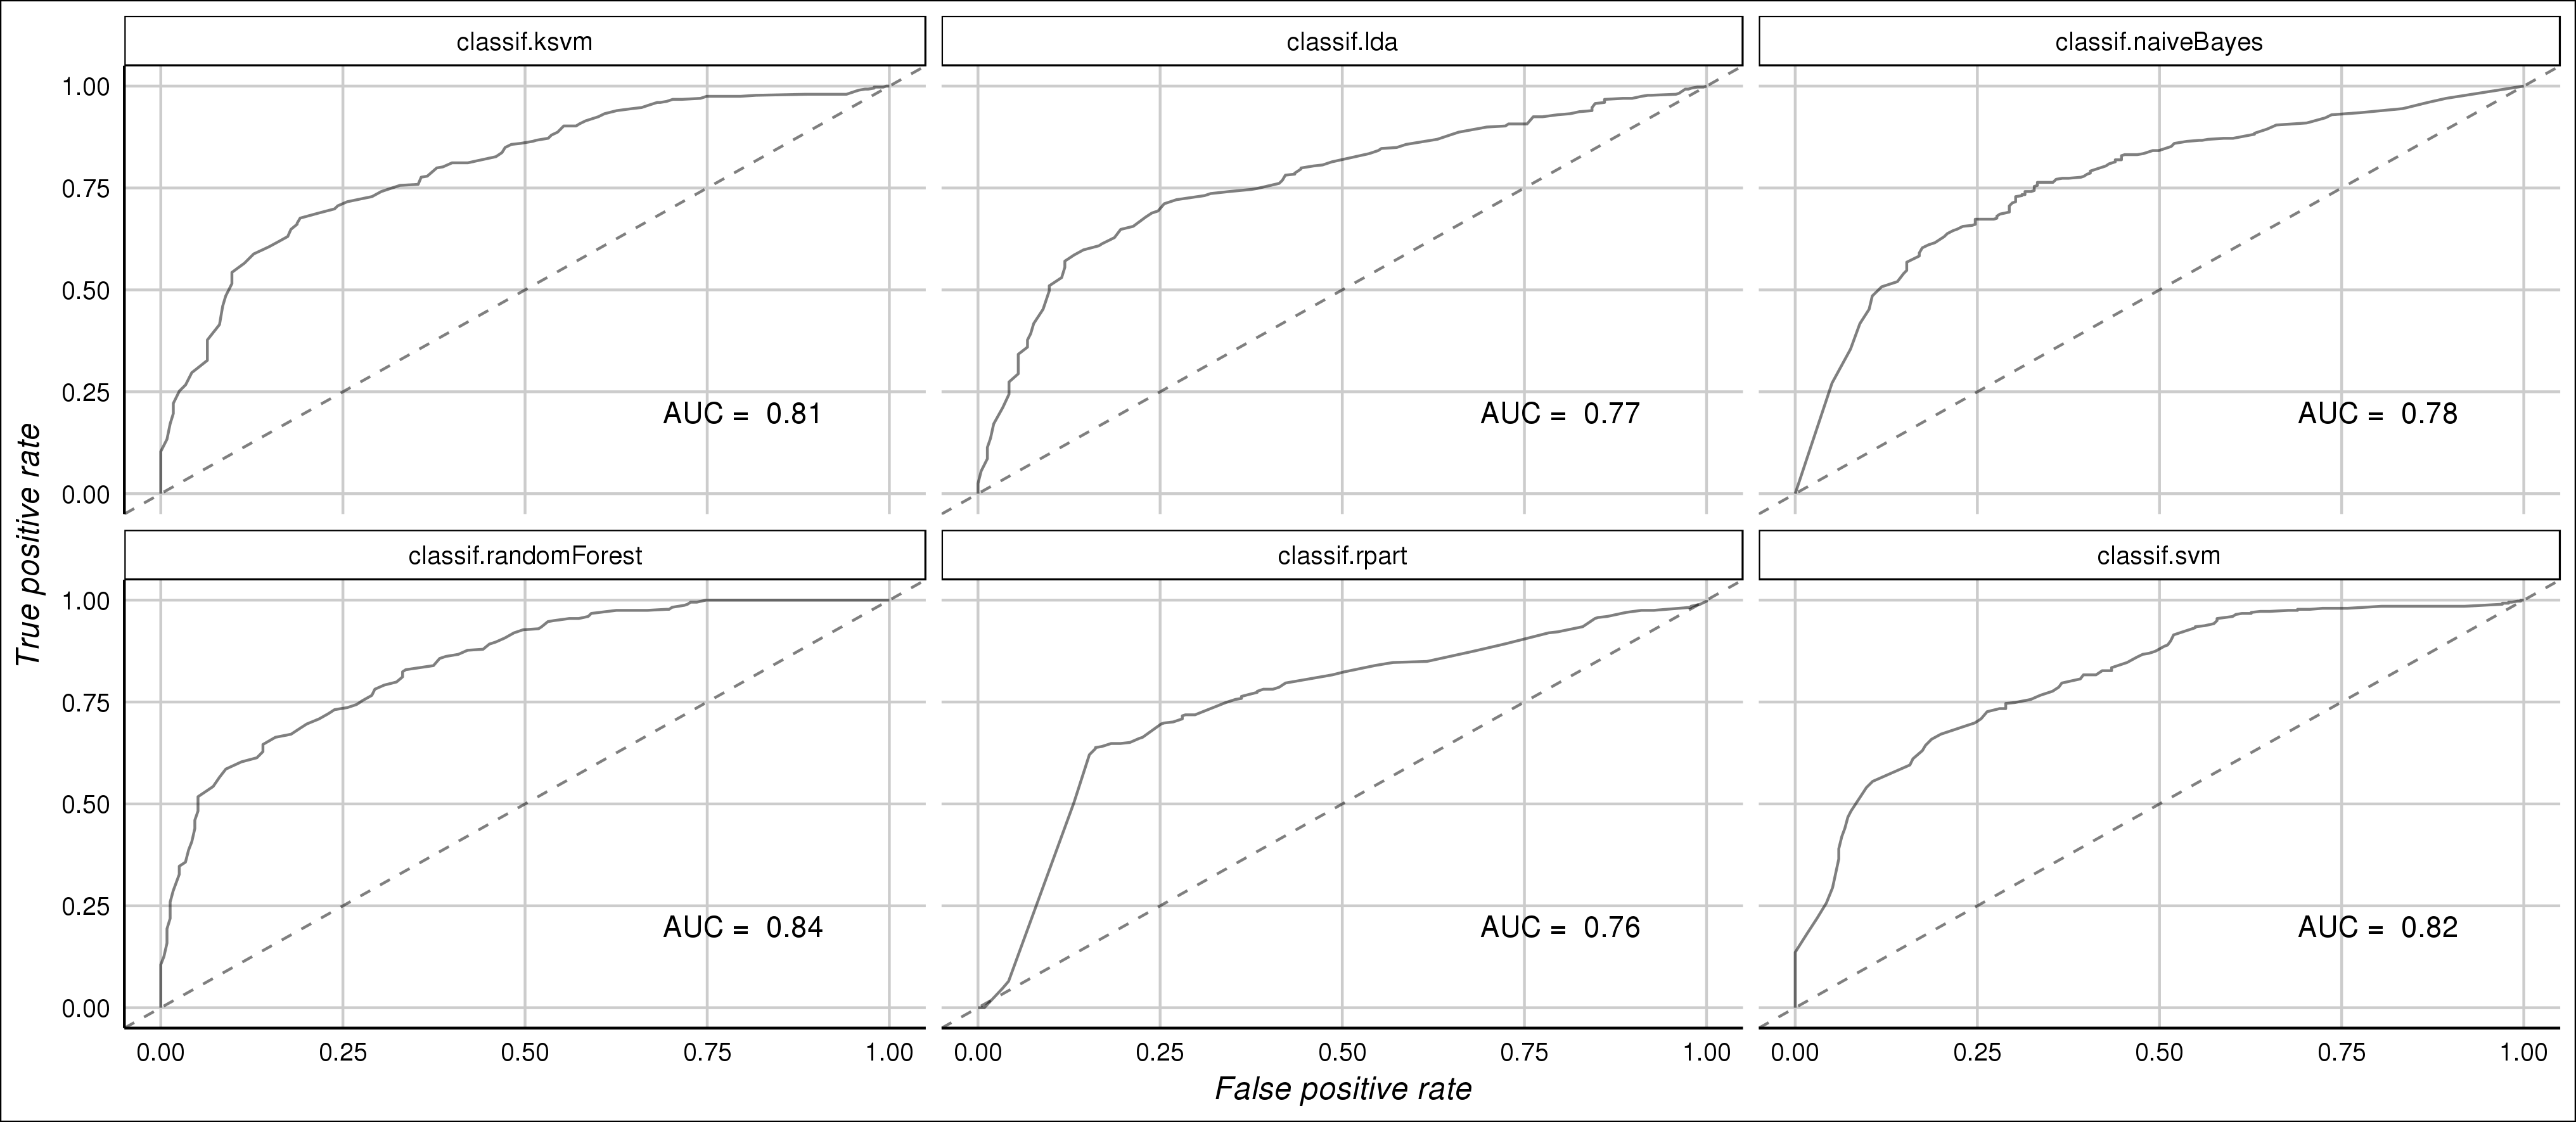 classif.ksvm
classif.lda
classif.naiveBayes
1.00
0.75
0.50
0.25
0.00
AUC = 0.81
AUC = 0.77
AUC = 0.78
True positive rate
classif.randomForest
classif.rpart
classif.svm
1.00
0.75
0.50
0.25
0.00
AUC = 0.84
AUC = 0.76
AUC = 0.82
0.00 0.25 0.50 0.75 1.00
0.00 0.25 0.50 0.75 1.00
0.00 0.25 0.50 0.75 1.00
False positive rate